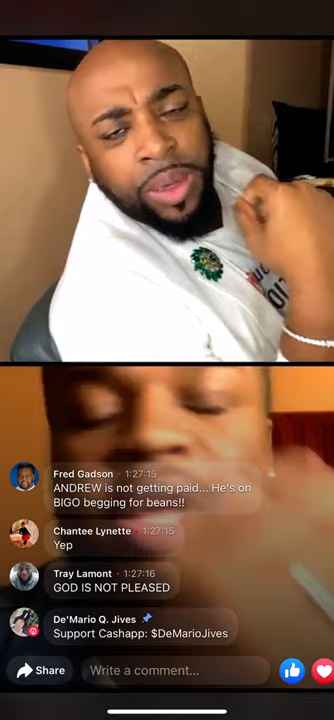 Fred Gadson · 1:27:15
ANDREW is not getting paid... He's on
BIGO begging for beans!!
Chantee Lynette · 1:27:15
Yep
Tray Lamont · 1:27:16
GOD IS NOT PLEASED
De'Mario Q. Jives
Support Cashapp: $DeMarioJives
Share
Write a comment...